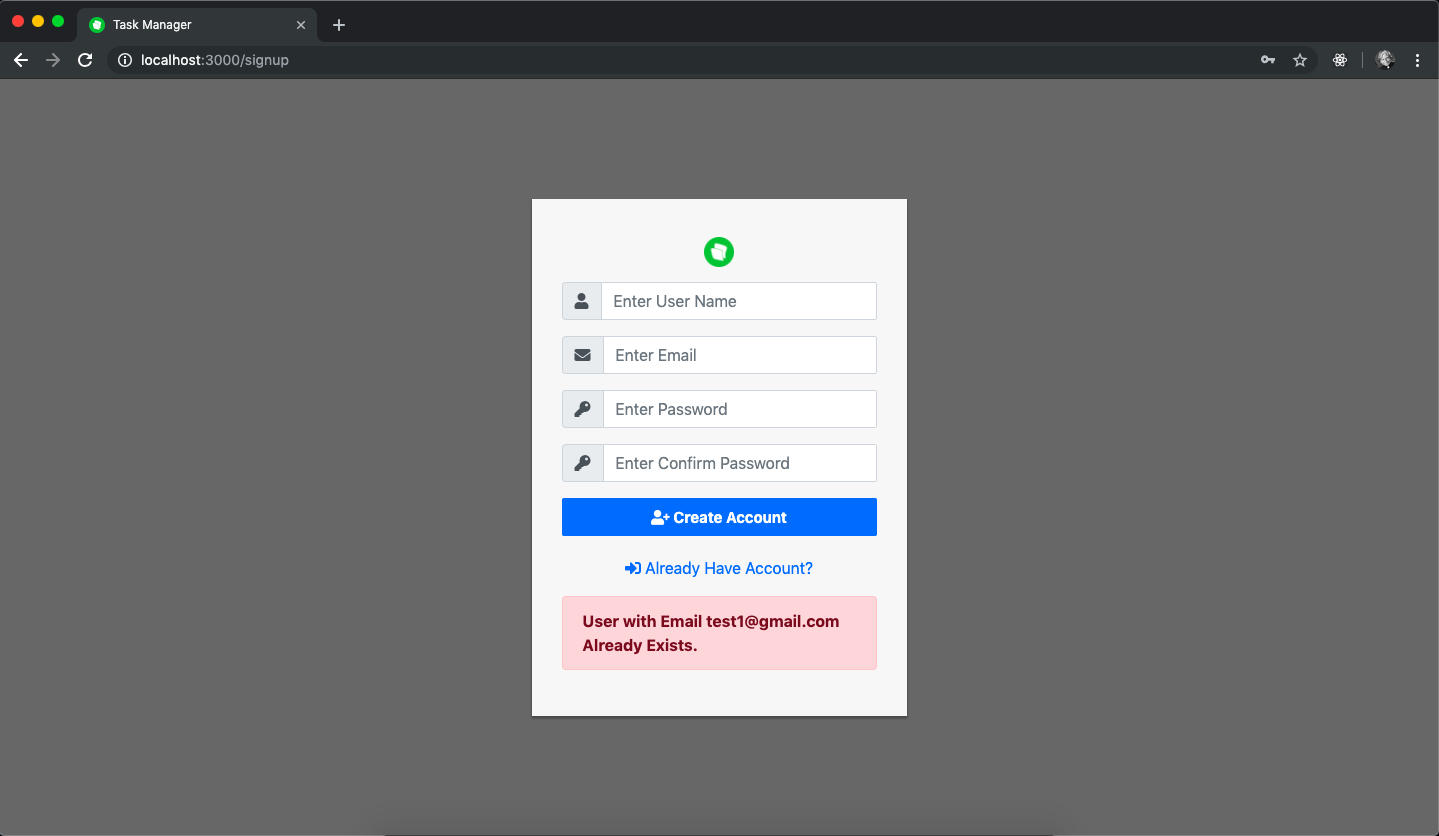 Task Manager
localhost:3000/signup
Enter User Name
Enter Email
Enter Password
Enter Confirm Password
Create Account
Already Have Account?
User with Email test1@gmail.com
Already Exists.